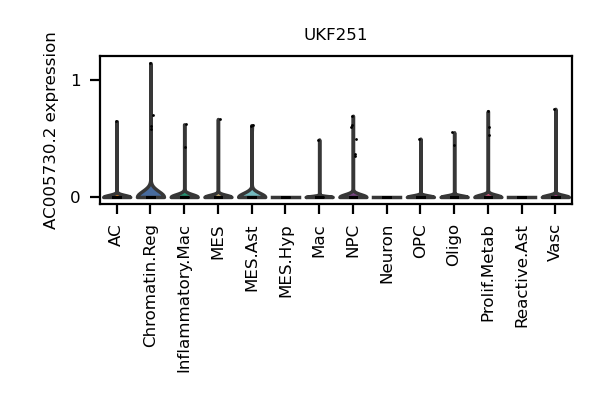 UKF251
AC005730.2 expression
1
0
AC
Chromatin.Reg
Inflammatory.Mac
MES
MES.Ast
MES.Hyp
Mac
NPC
Neuron
OPC
Oligo
Prolif.Metab
Reactive.Ast
Vasc